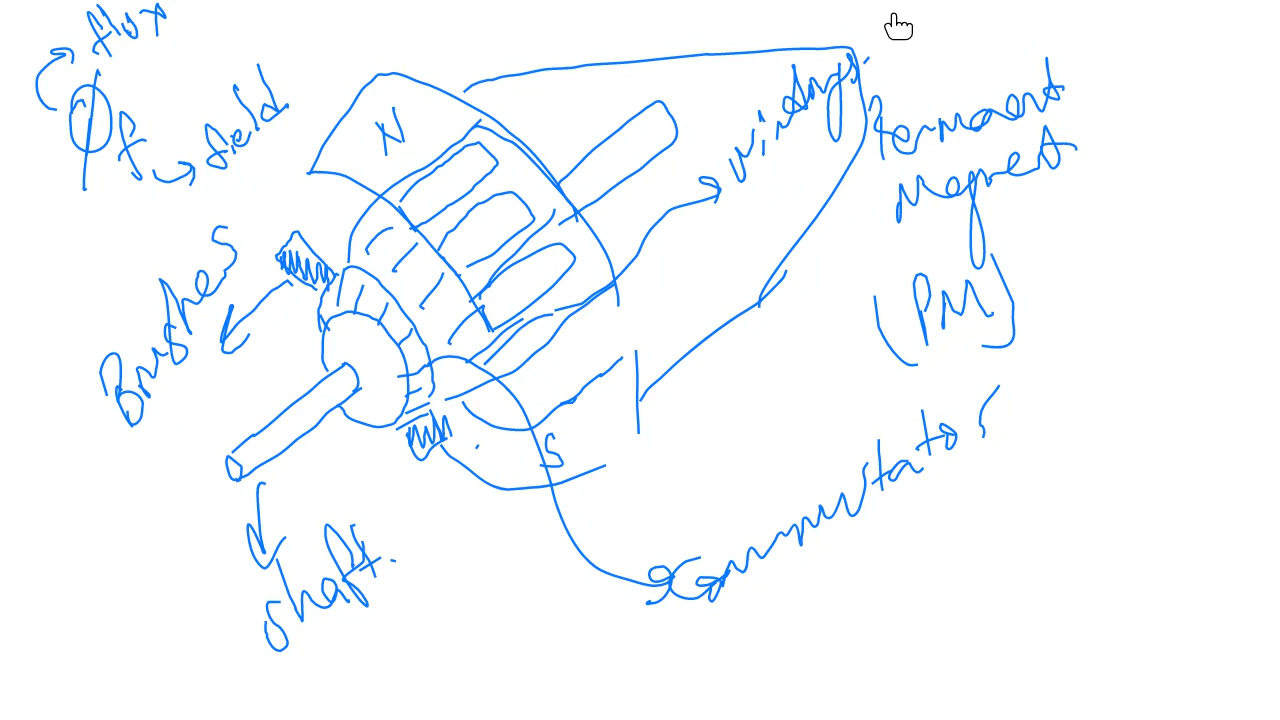 flux
ϕf → field
N
windings.
Permanent
Magnet
(PM)
Brushes
S
Commutator
shaft.